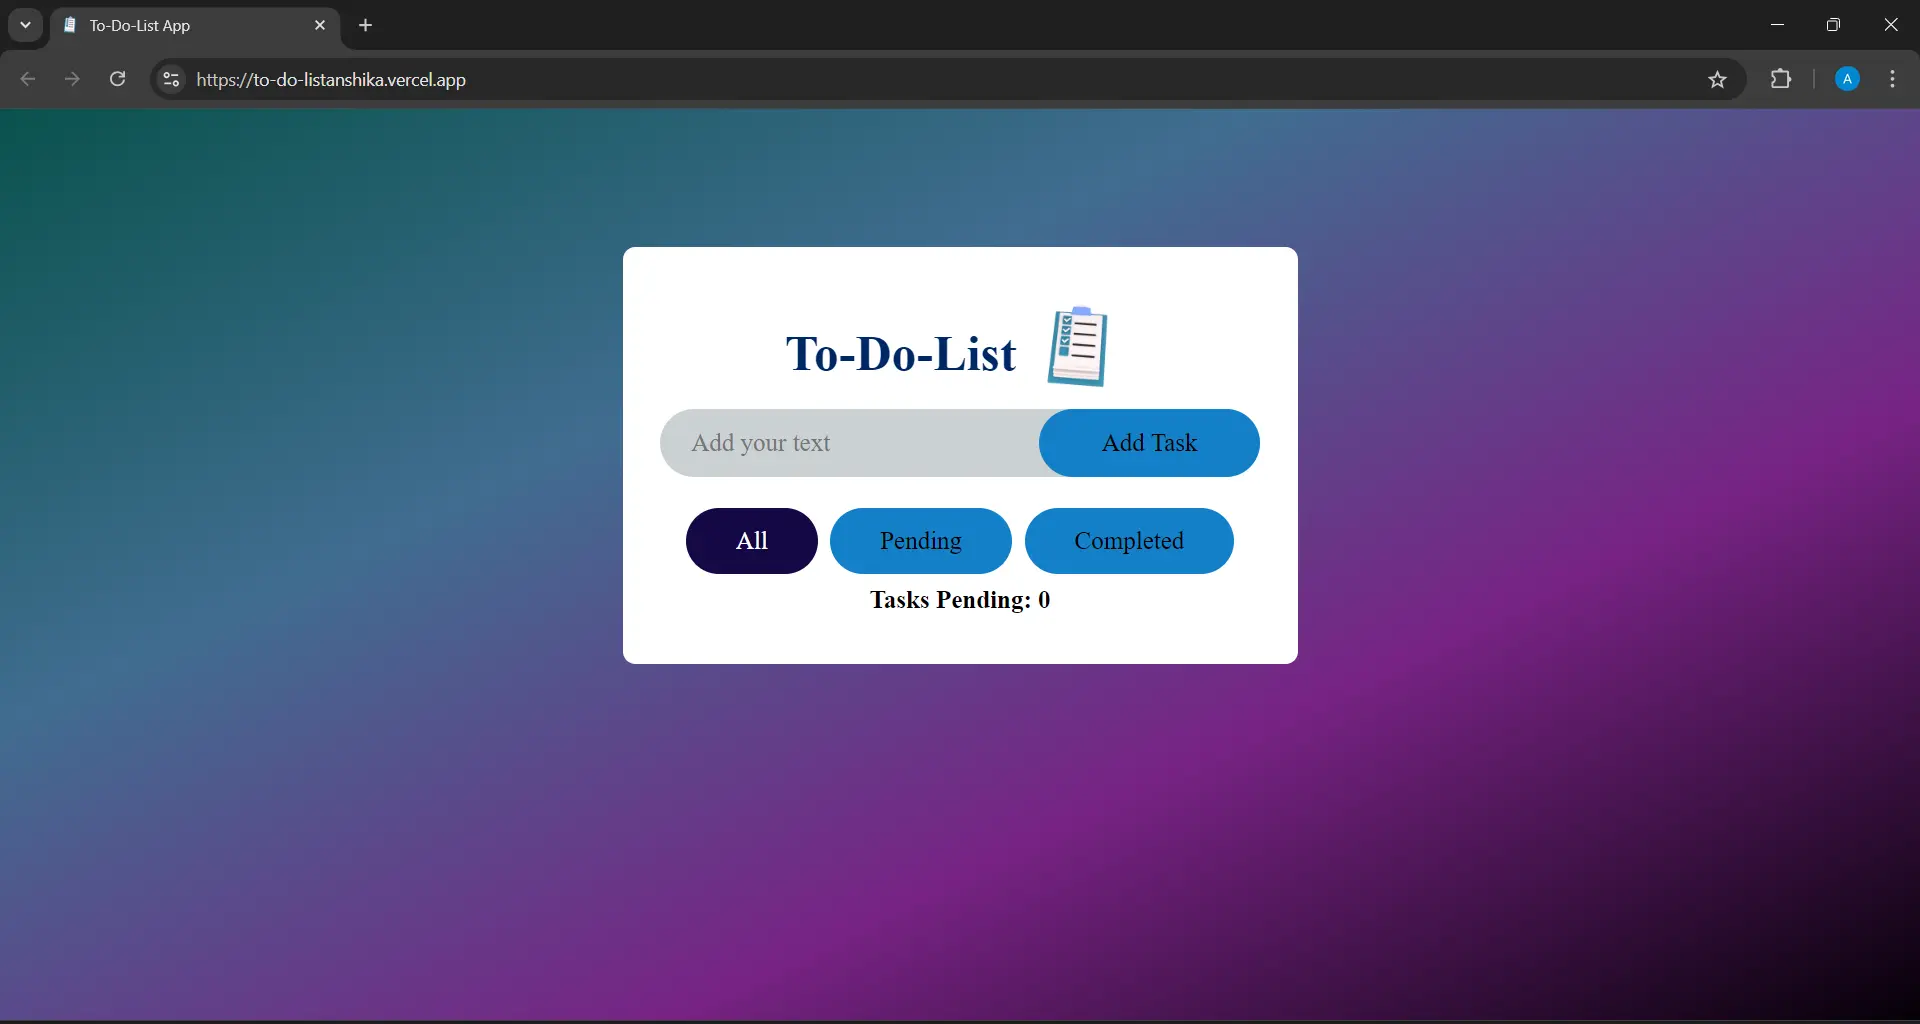 To-Do-List App
https://to-do-listanshika.vercel.app
A
To-Do-List
Add your text
Add Task
All
Pending
Completed
Tasks Pending: 0